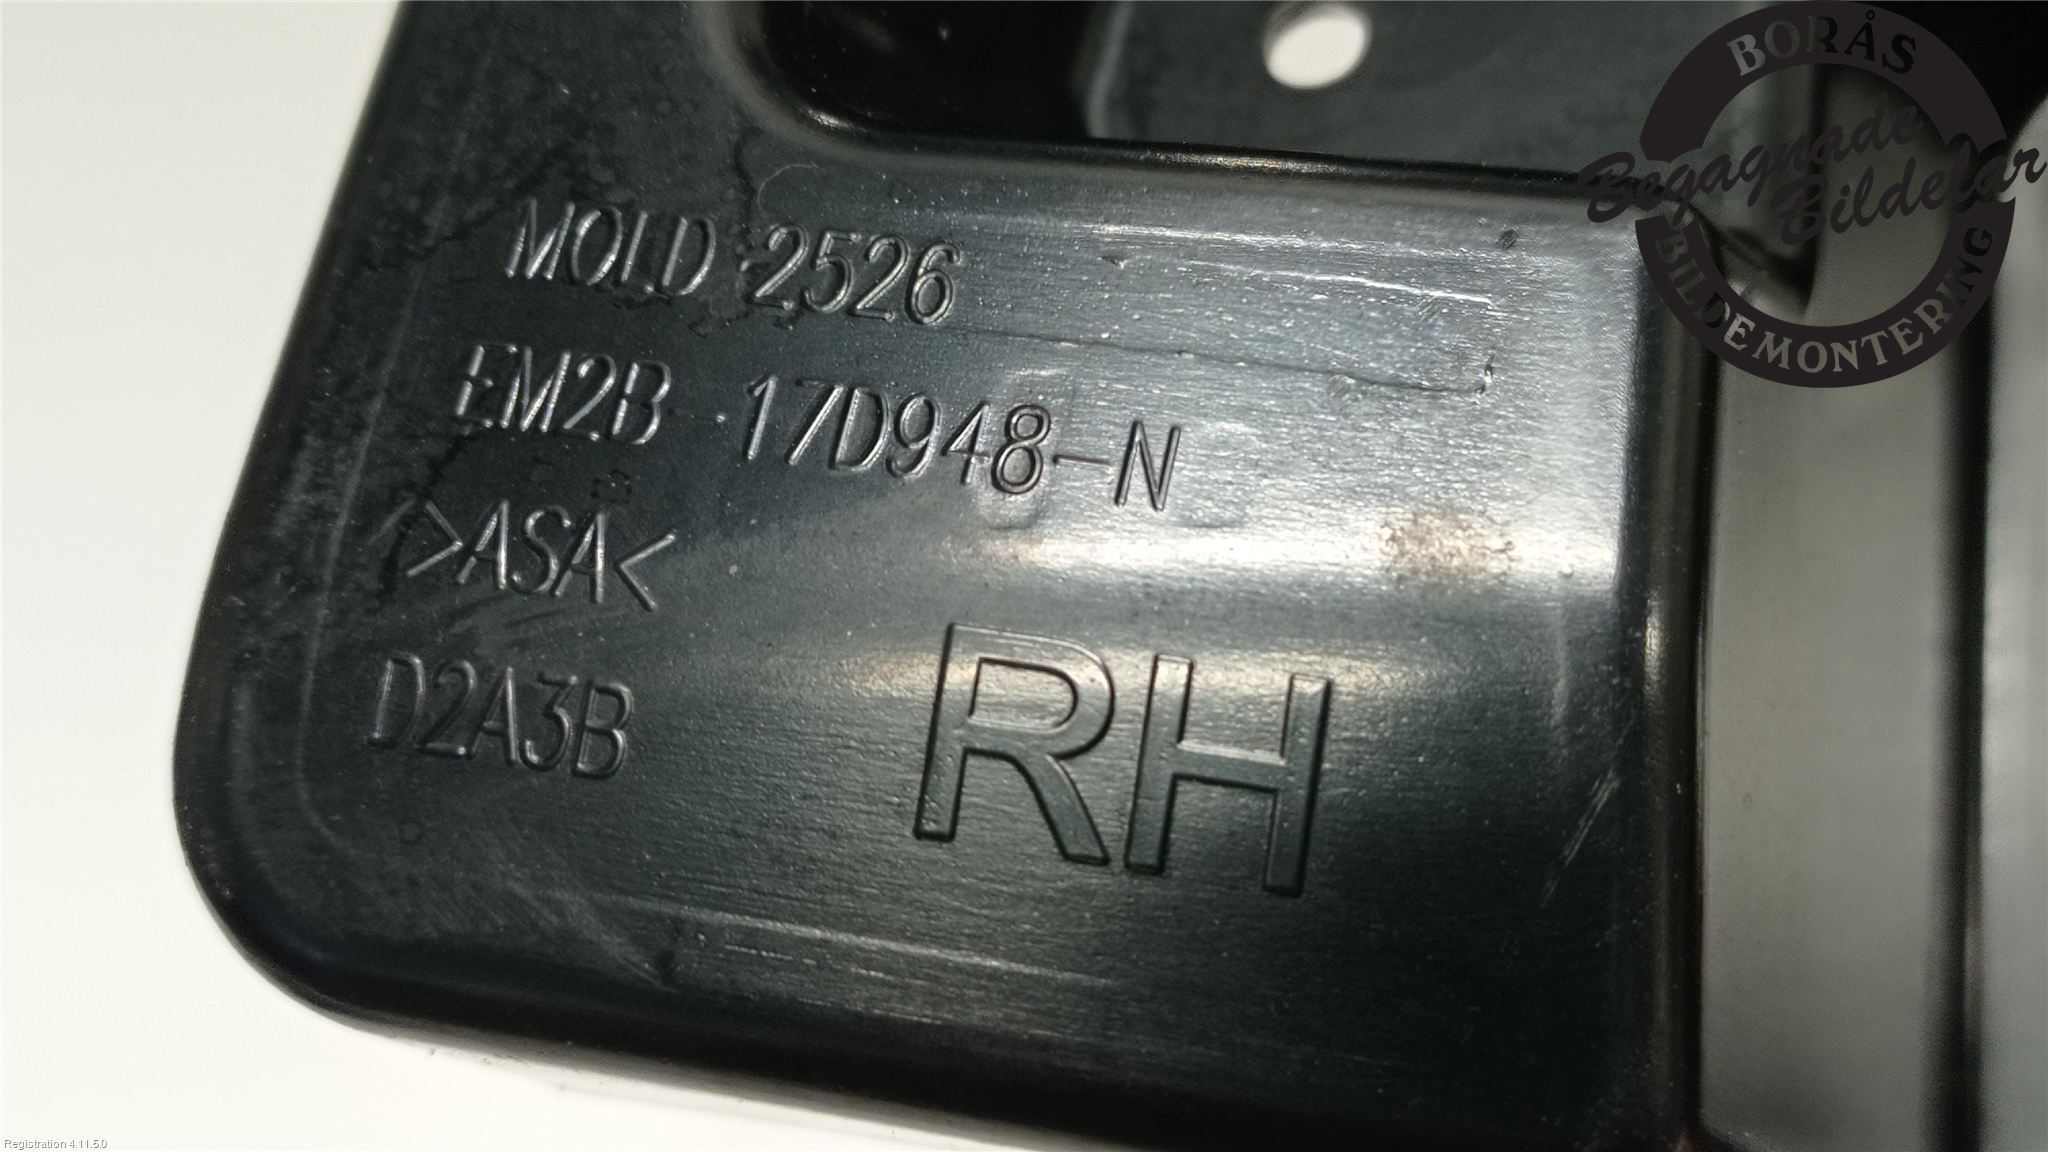 BORÅS
Begagnade
Bildelar
BILDEMONTERING
MOLD 2526
EM2B 17D948-N
>ASA<
D2A3B
RH
Registration 4.11.5.0